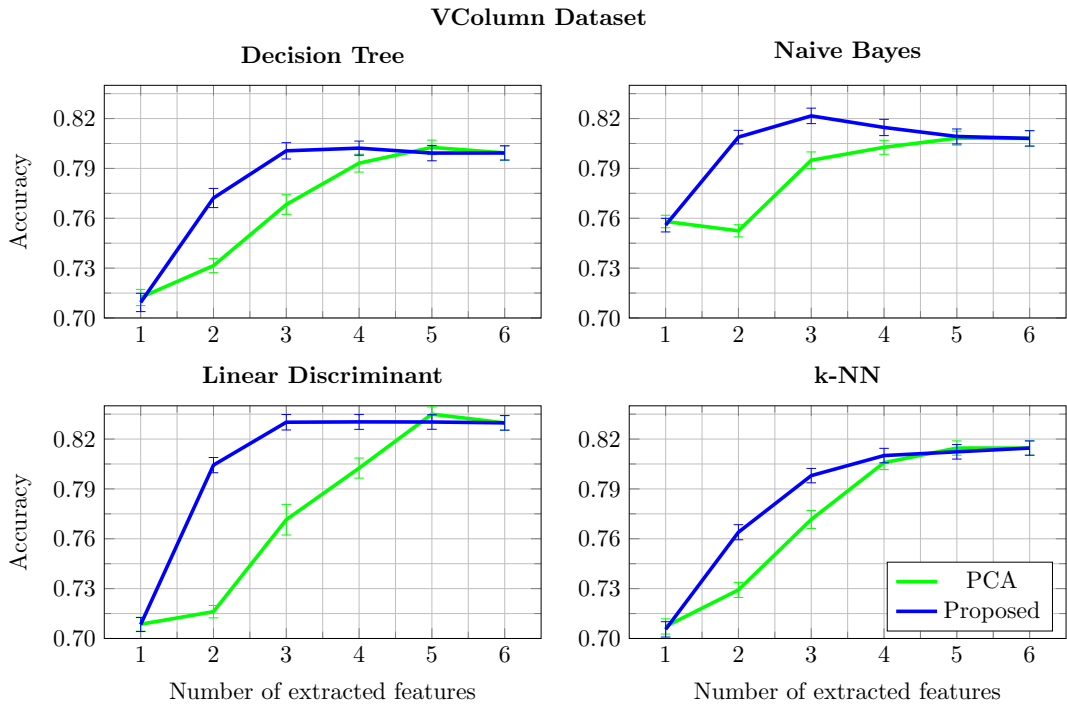 VColumn Dataset
Decision Tree
Naive Bayes
0.82
0.79
0.76
0.73
0.70
Accuracy
1 2 3 4 5 6
0.82
0.79
0.76
0.73
0.70
1 2 3 4 5 6
Linear Discriminant
k-NN
0.82
0.79
0.76
0.73
0.70
Accuracy
1 2 3 4 5 6
Number of extracted features
0.82
0.79
0.76
0.73
0.70
PCA
Proposed
1 2 3 4 5 6
Number of extracted features